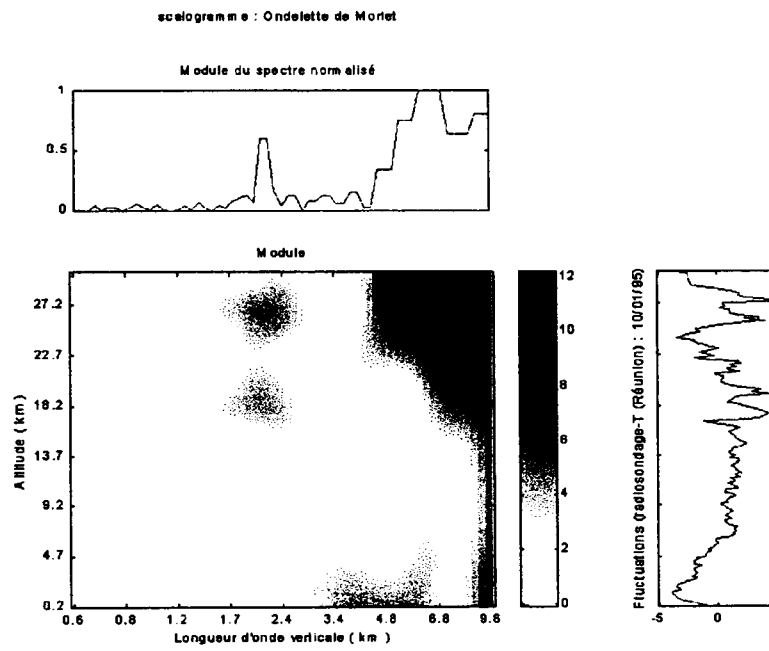 scalogramme : Ondelette de Morlet
Module du spectre normalisé
1
0.5
0
Module
Altitude ( km )
27.2
22.7
18.2
13.7
9.2
4.7
0.2
0.6 0.8 1.2 1.7 2.4 3.4 4.8 6.8 9.6
Longueur d'onde verticale ( km )
12
10
8
6
4
2
0
Fluctuations (radiosondage-T (Réunion) : 10/01/95)
-5 0